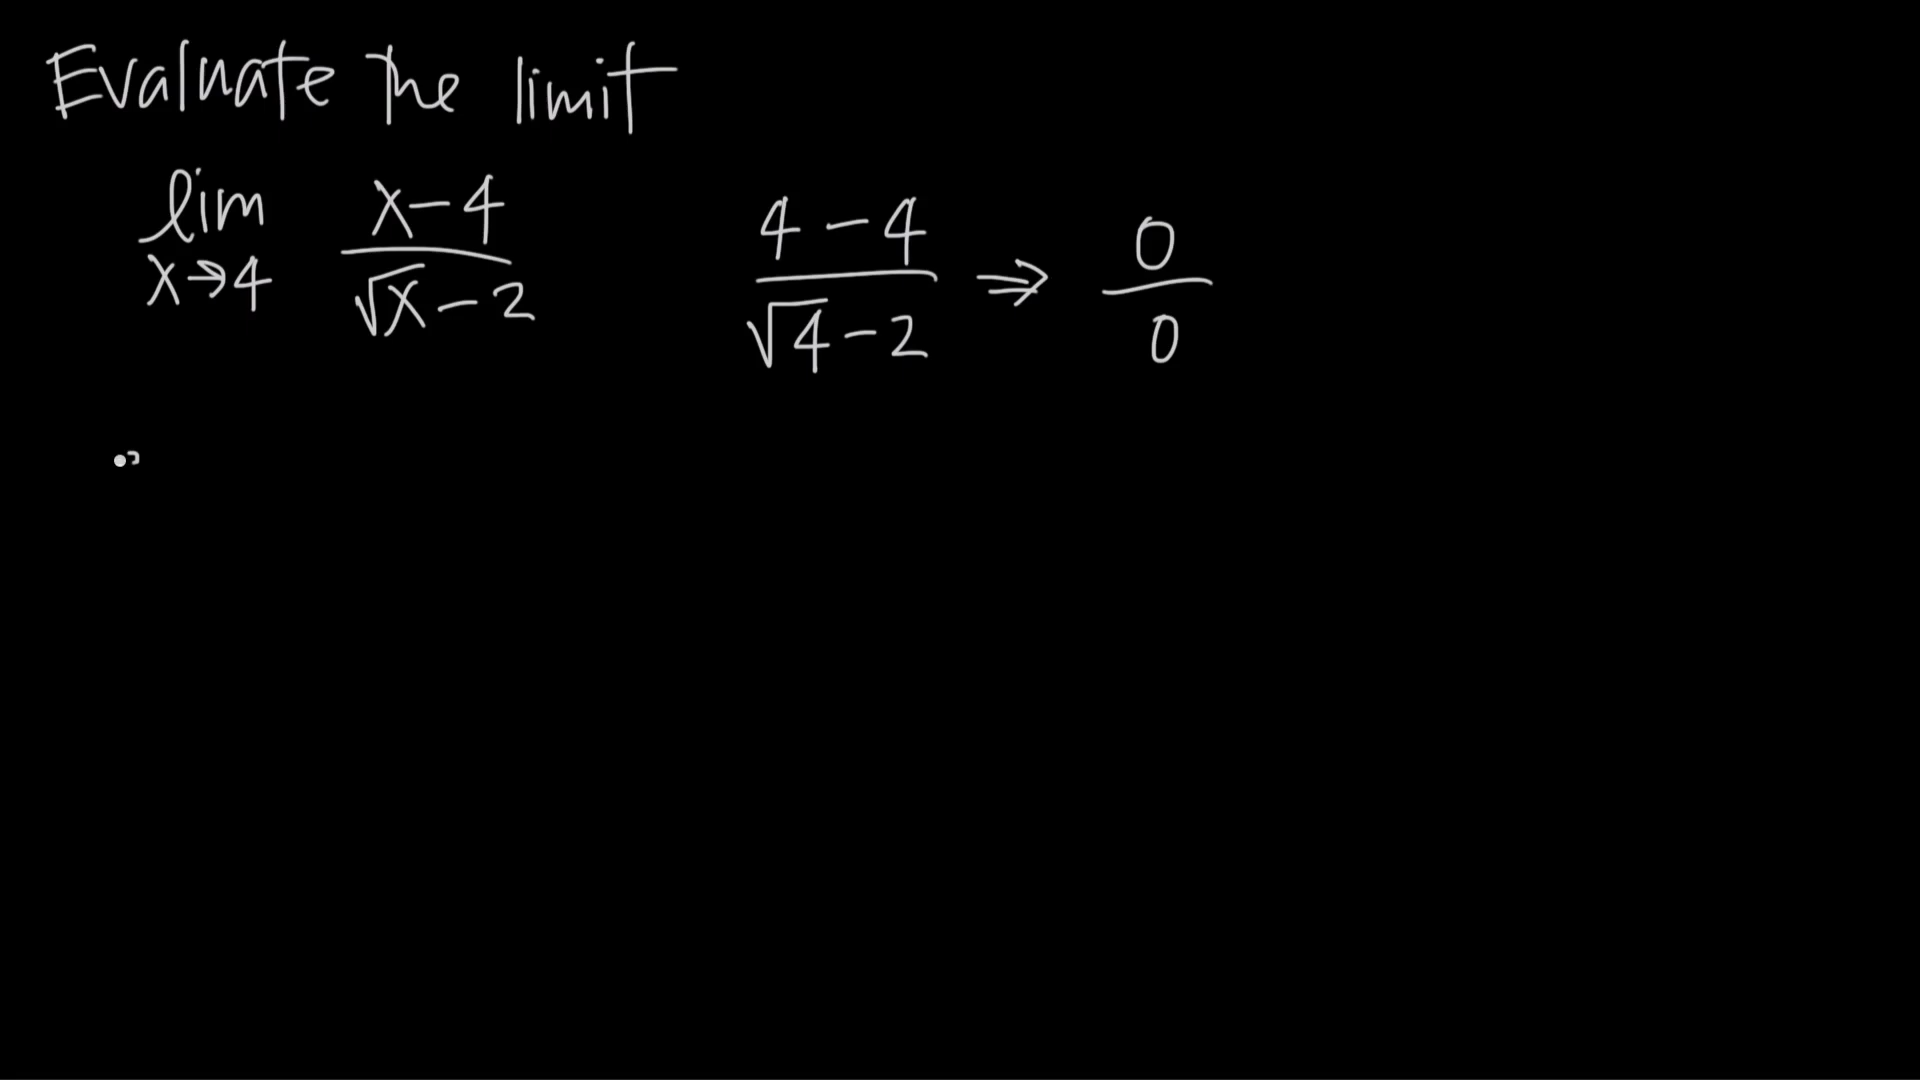 Evaluate the limit
lim x→4 (x-4)/(√x-2)
(4-4)/(√4-2) ⇒ 0/0